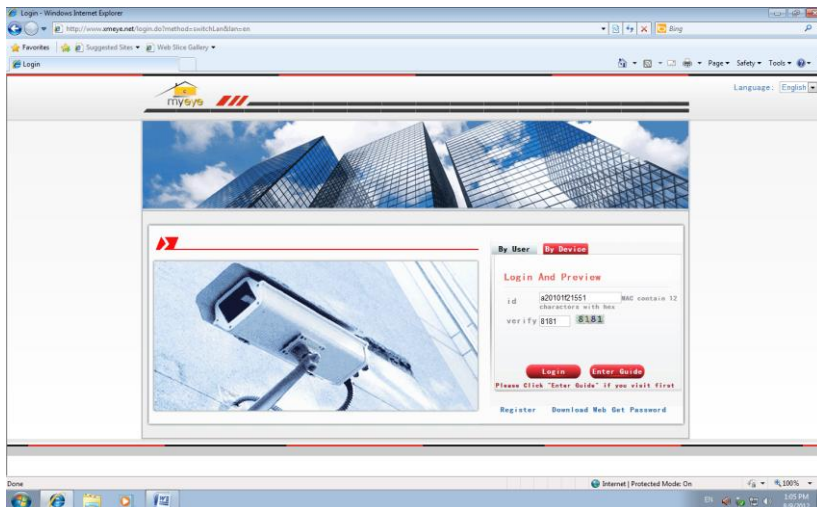 Login - Windows Internet Explorer
http://www.xmeye.net/login.do?method=switchLan&lan=en
Bing
Favorites Suggested Sites Web Slice Gallery
Login
Page Safety Tools
Language: English
myeye
By User By Device
Login And Preview
id a20101f21551 MAC contain 12
characters with hex
verify 8181 8181
Login Enter Guide
Please Click "Enter Guide" if you visit first
Register Download Web Get Password
Done
Internet | Protected Mode: On
100%
EN
1:05 PM